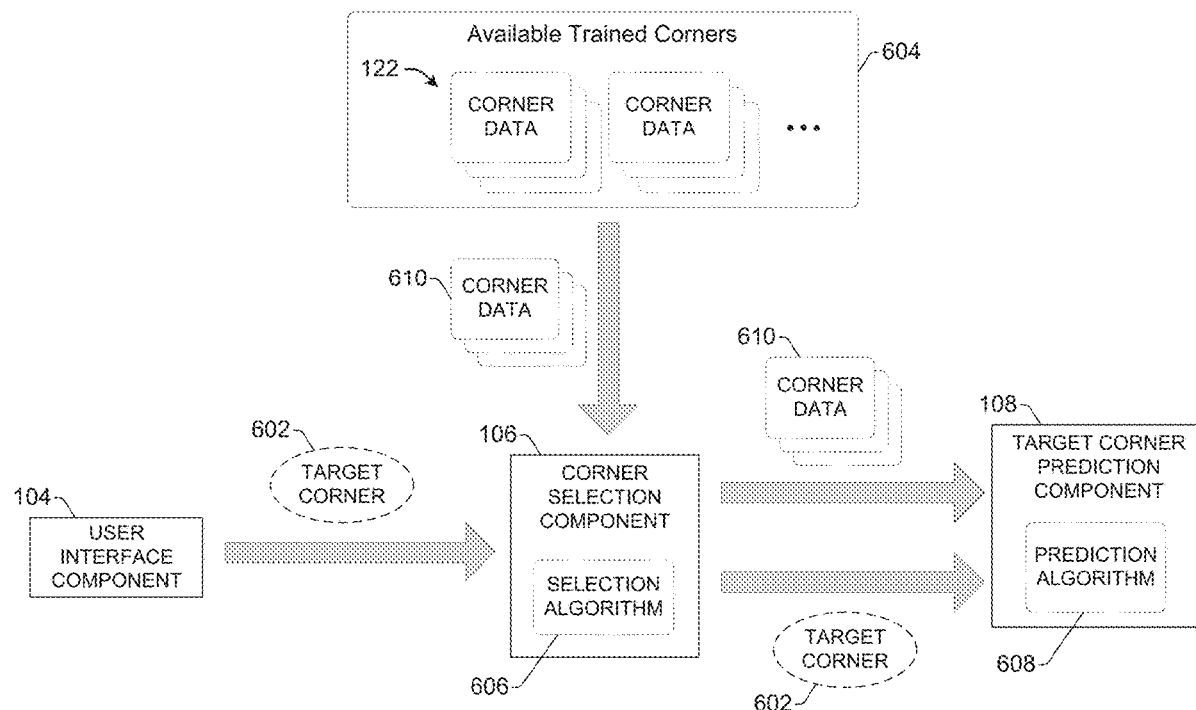 Available Trained Corners
604
122
CORNER
DATA
CORNER
DATA
...
610
CORNER
DATA
610
CORNER
DATA
602
TARGET
CORNER
106
CORNER
SELECTION
COMPONENT
108
TARGET CORNER
PREDICTION
COMPONENT
104
USER
INTERFACE
COMPONENT
SELECTION
ALGORITHM
PREDICTION
ALGORITHM
606
TARGET
CORNER
602
608